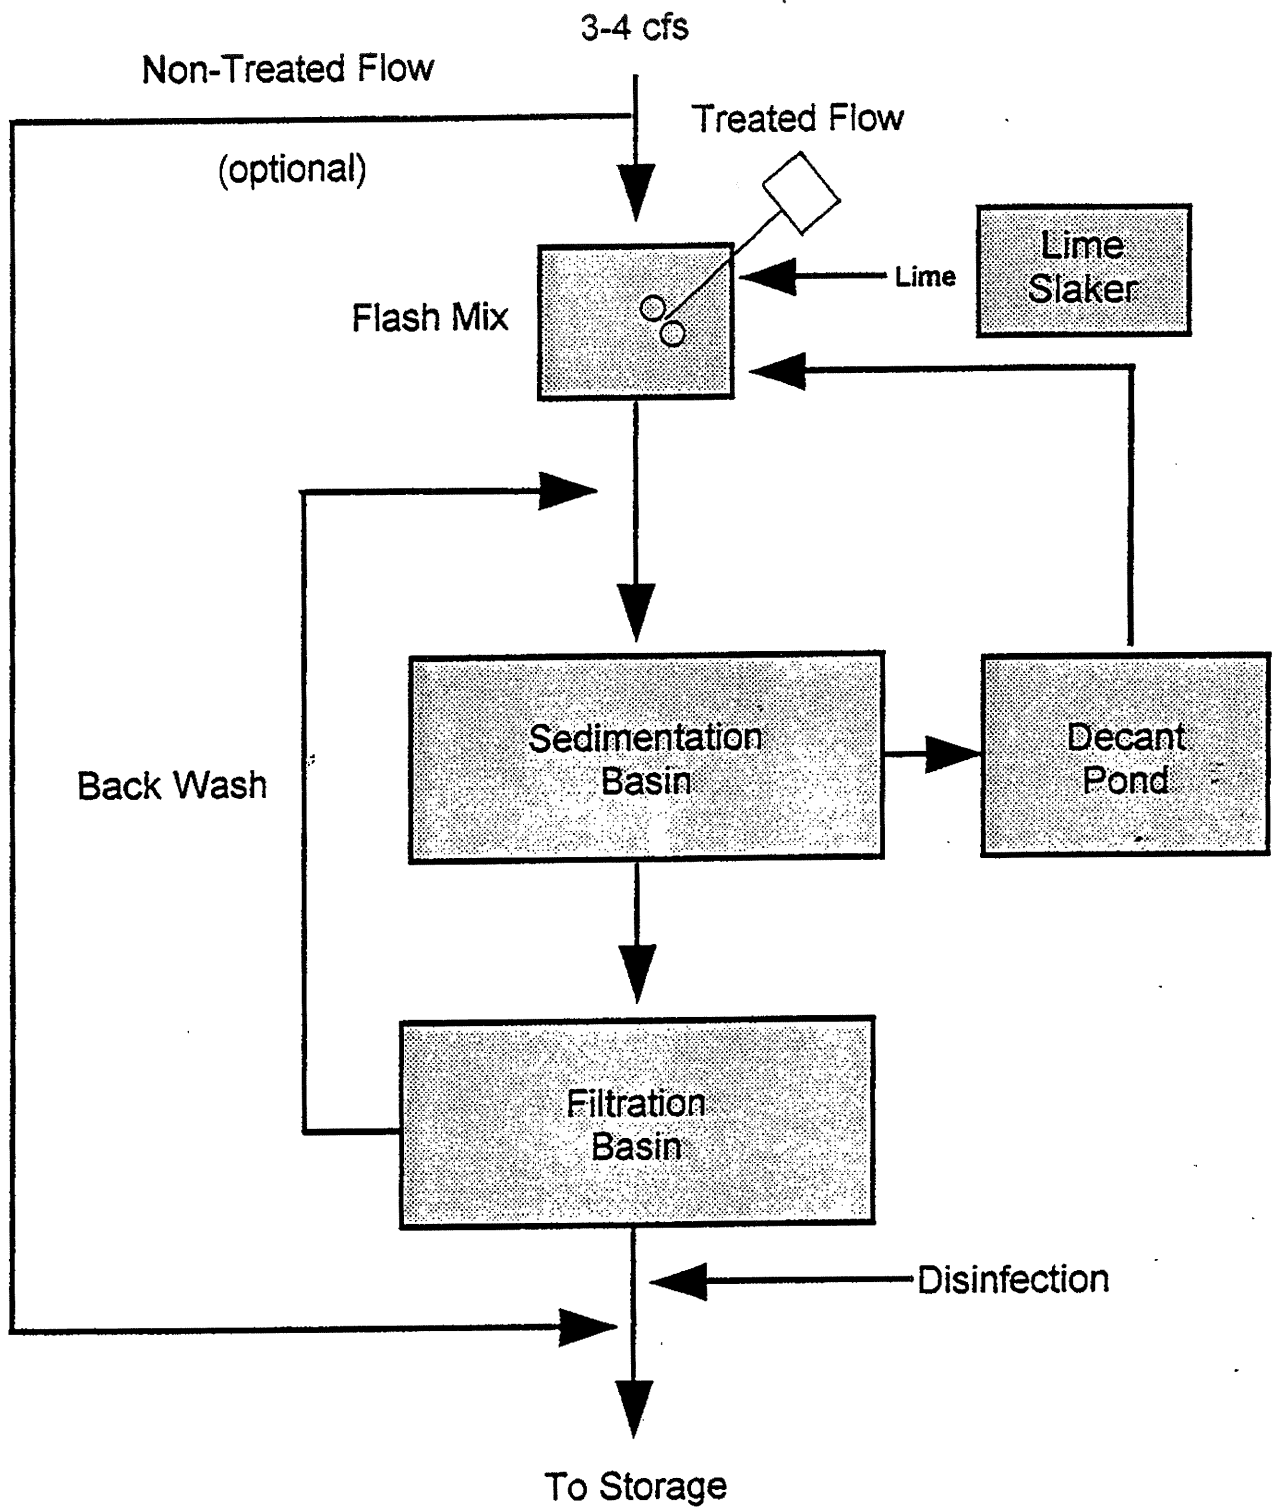 3-4 cfs
Non-Treated Flow
Treated Flow
(optional)
Lime
Slaker
Lime
Flash Mix
Sedimentation
Basin
Decant
Pond
Back Wash
Filtration
Basin
Disinfection
To Storage